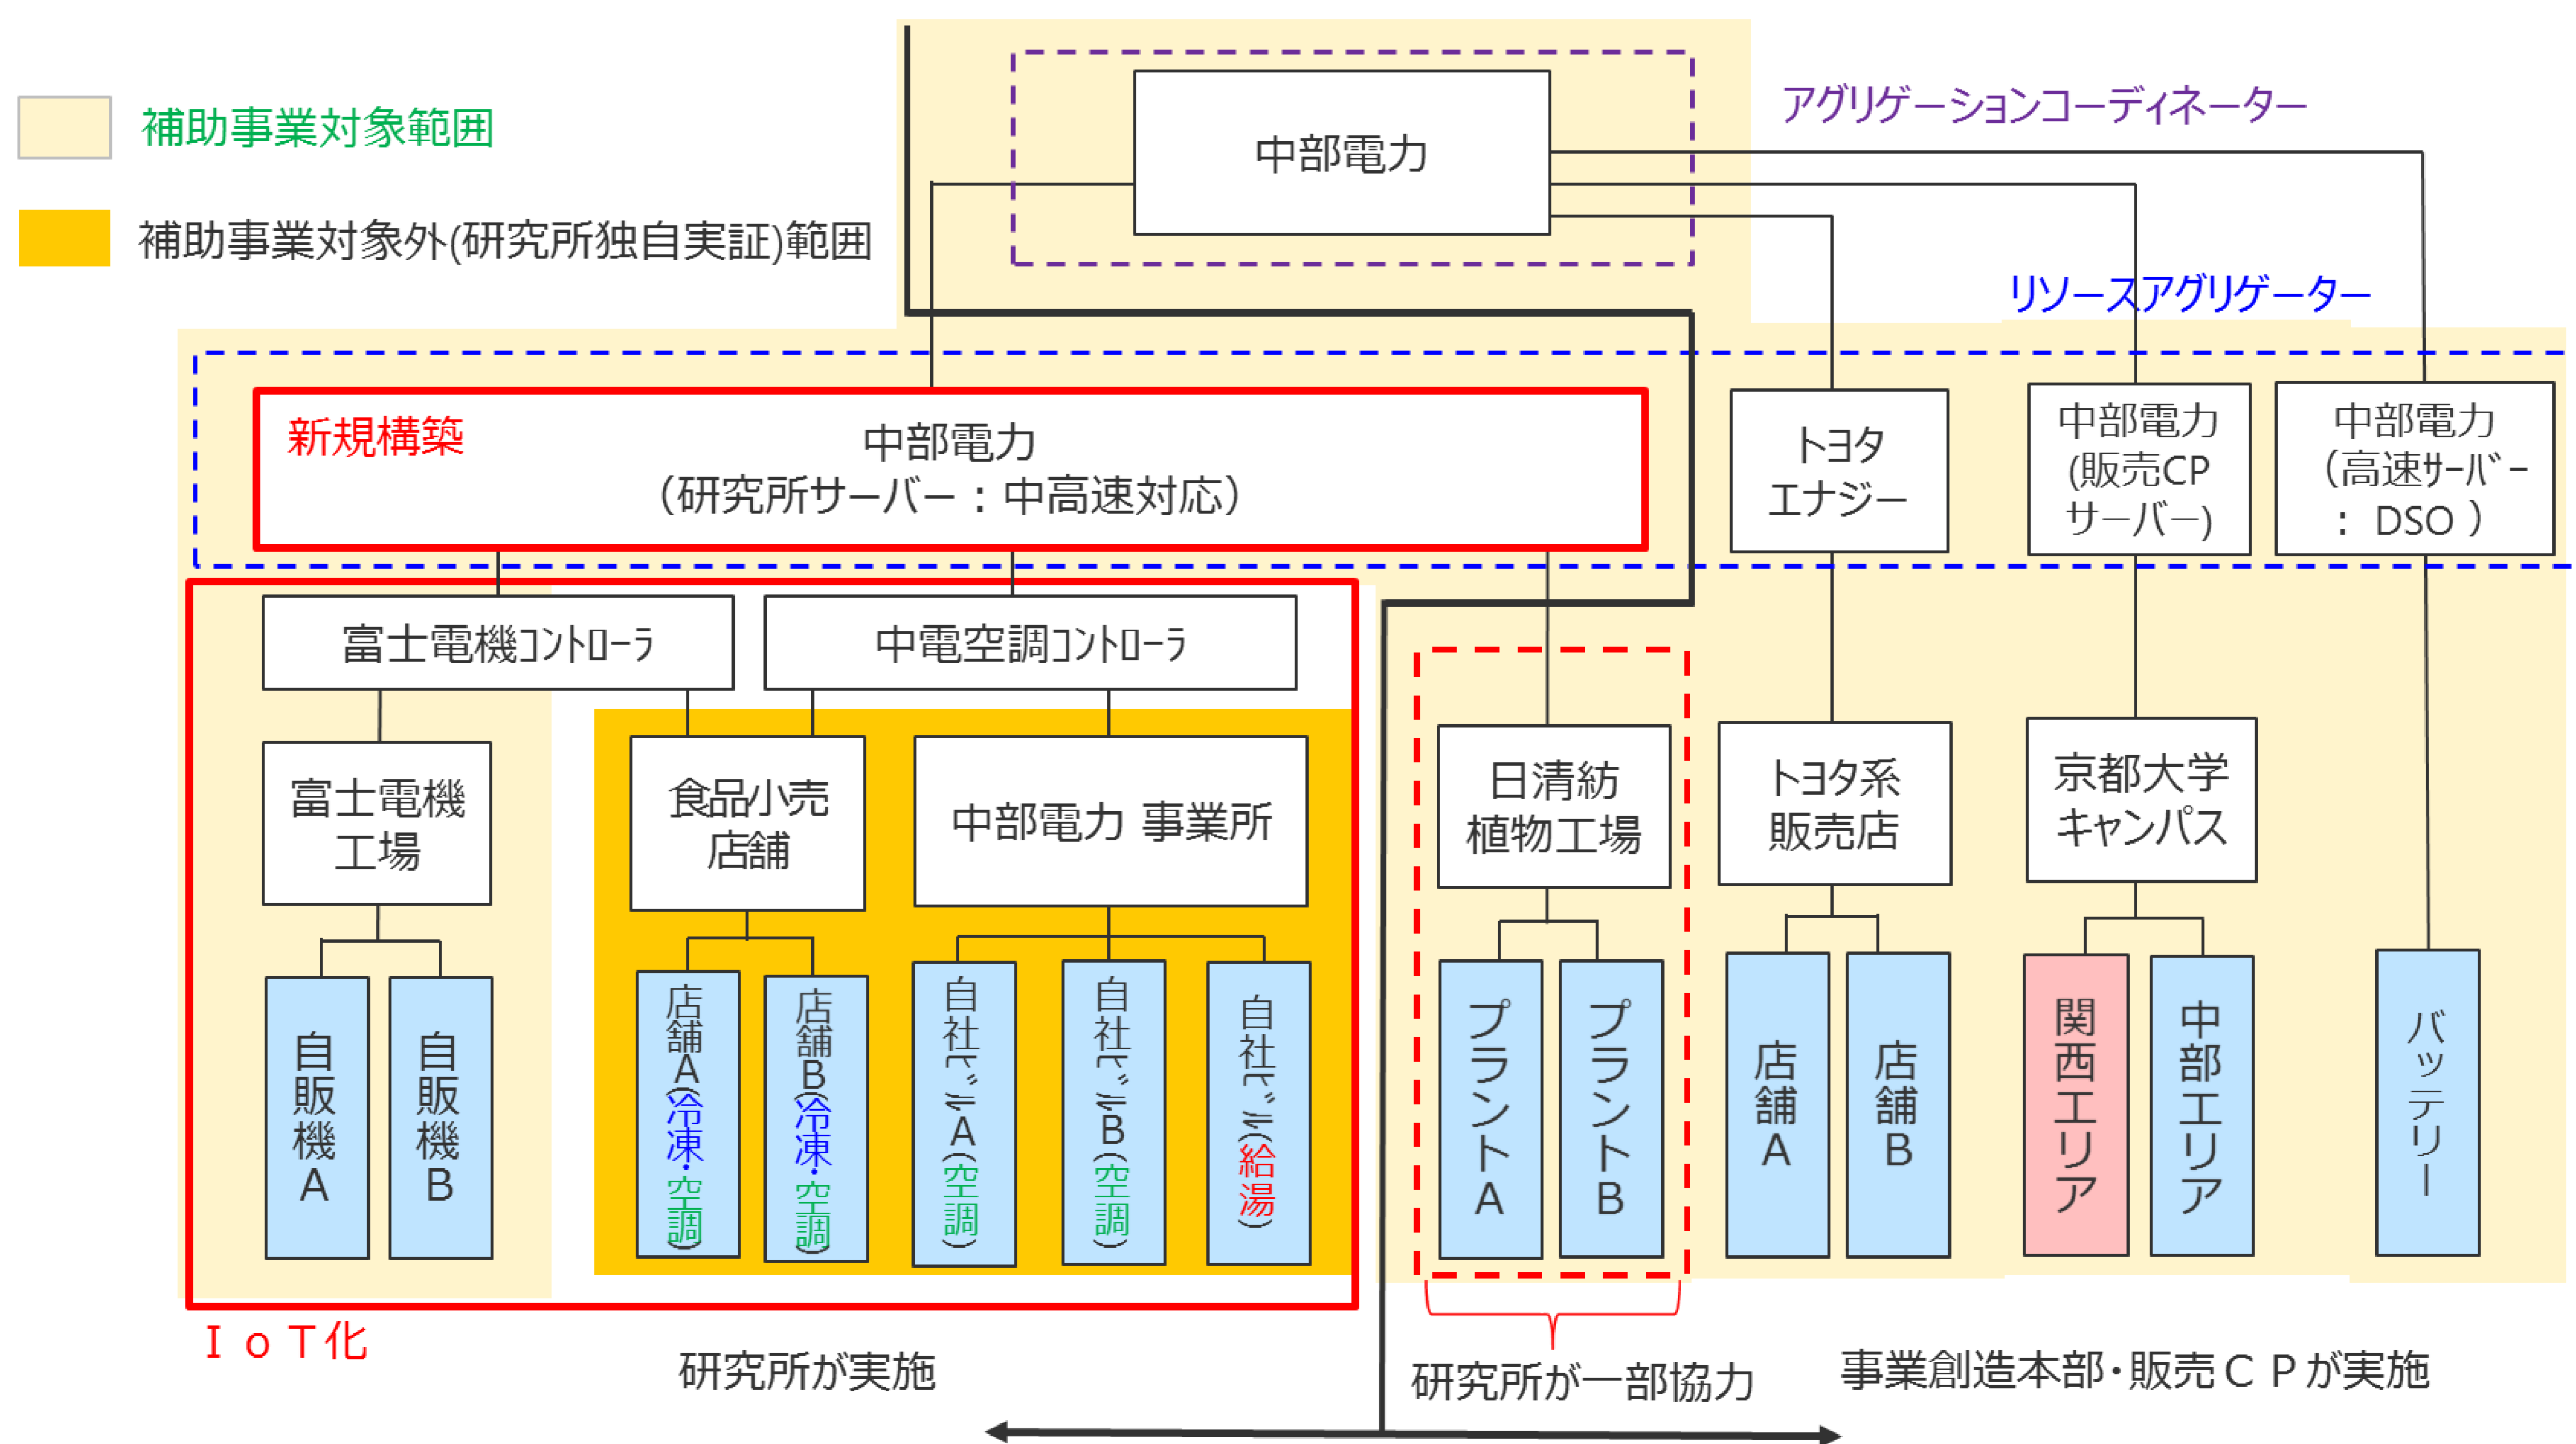 補助事業対象範囲
補助事業対象外(研究所独自実証)範囲
中部電力
アグリゲーションコーディネーター
リソースアグリゲーター
新規構築
中部電力
（研究所サーバー：中高速対応）
トヨタ
エナジー
中部電力
(販売CP
サーバー)
中部電力
（高速ｻｰﾊﾞｰ
： DSO ）
富士電機ｺﾝﾄﾛｰﾗ
中電空調ｺﾝﾄﾛｰﾗ
富士電機
工場
食品小売
店舗
中部電力 事業所
日清紡
植物工場
トヨタ系
販売店
京都大学
キャンパス
自販機A
自販機B
店舗A(冷凍･空調)
店舗B(冷凍･空調)
自社ﾋﾞﾙA(空調)
自社ﾋﾞﾙB(空調)
自社ﾋﾞﾙ(給湯)
プラントA
プラントB
店舗A
店舗B
関西エリア
中部エリア
バッテリー
ＩｏＴ化
研究所が実施
研究所が一部協力
事業創造本部･販売ＣＰが実施